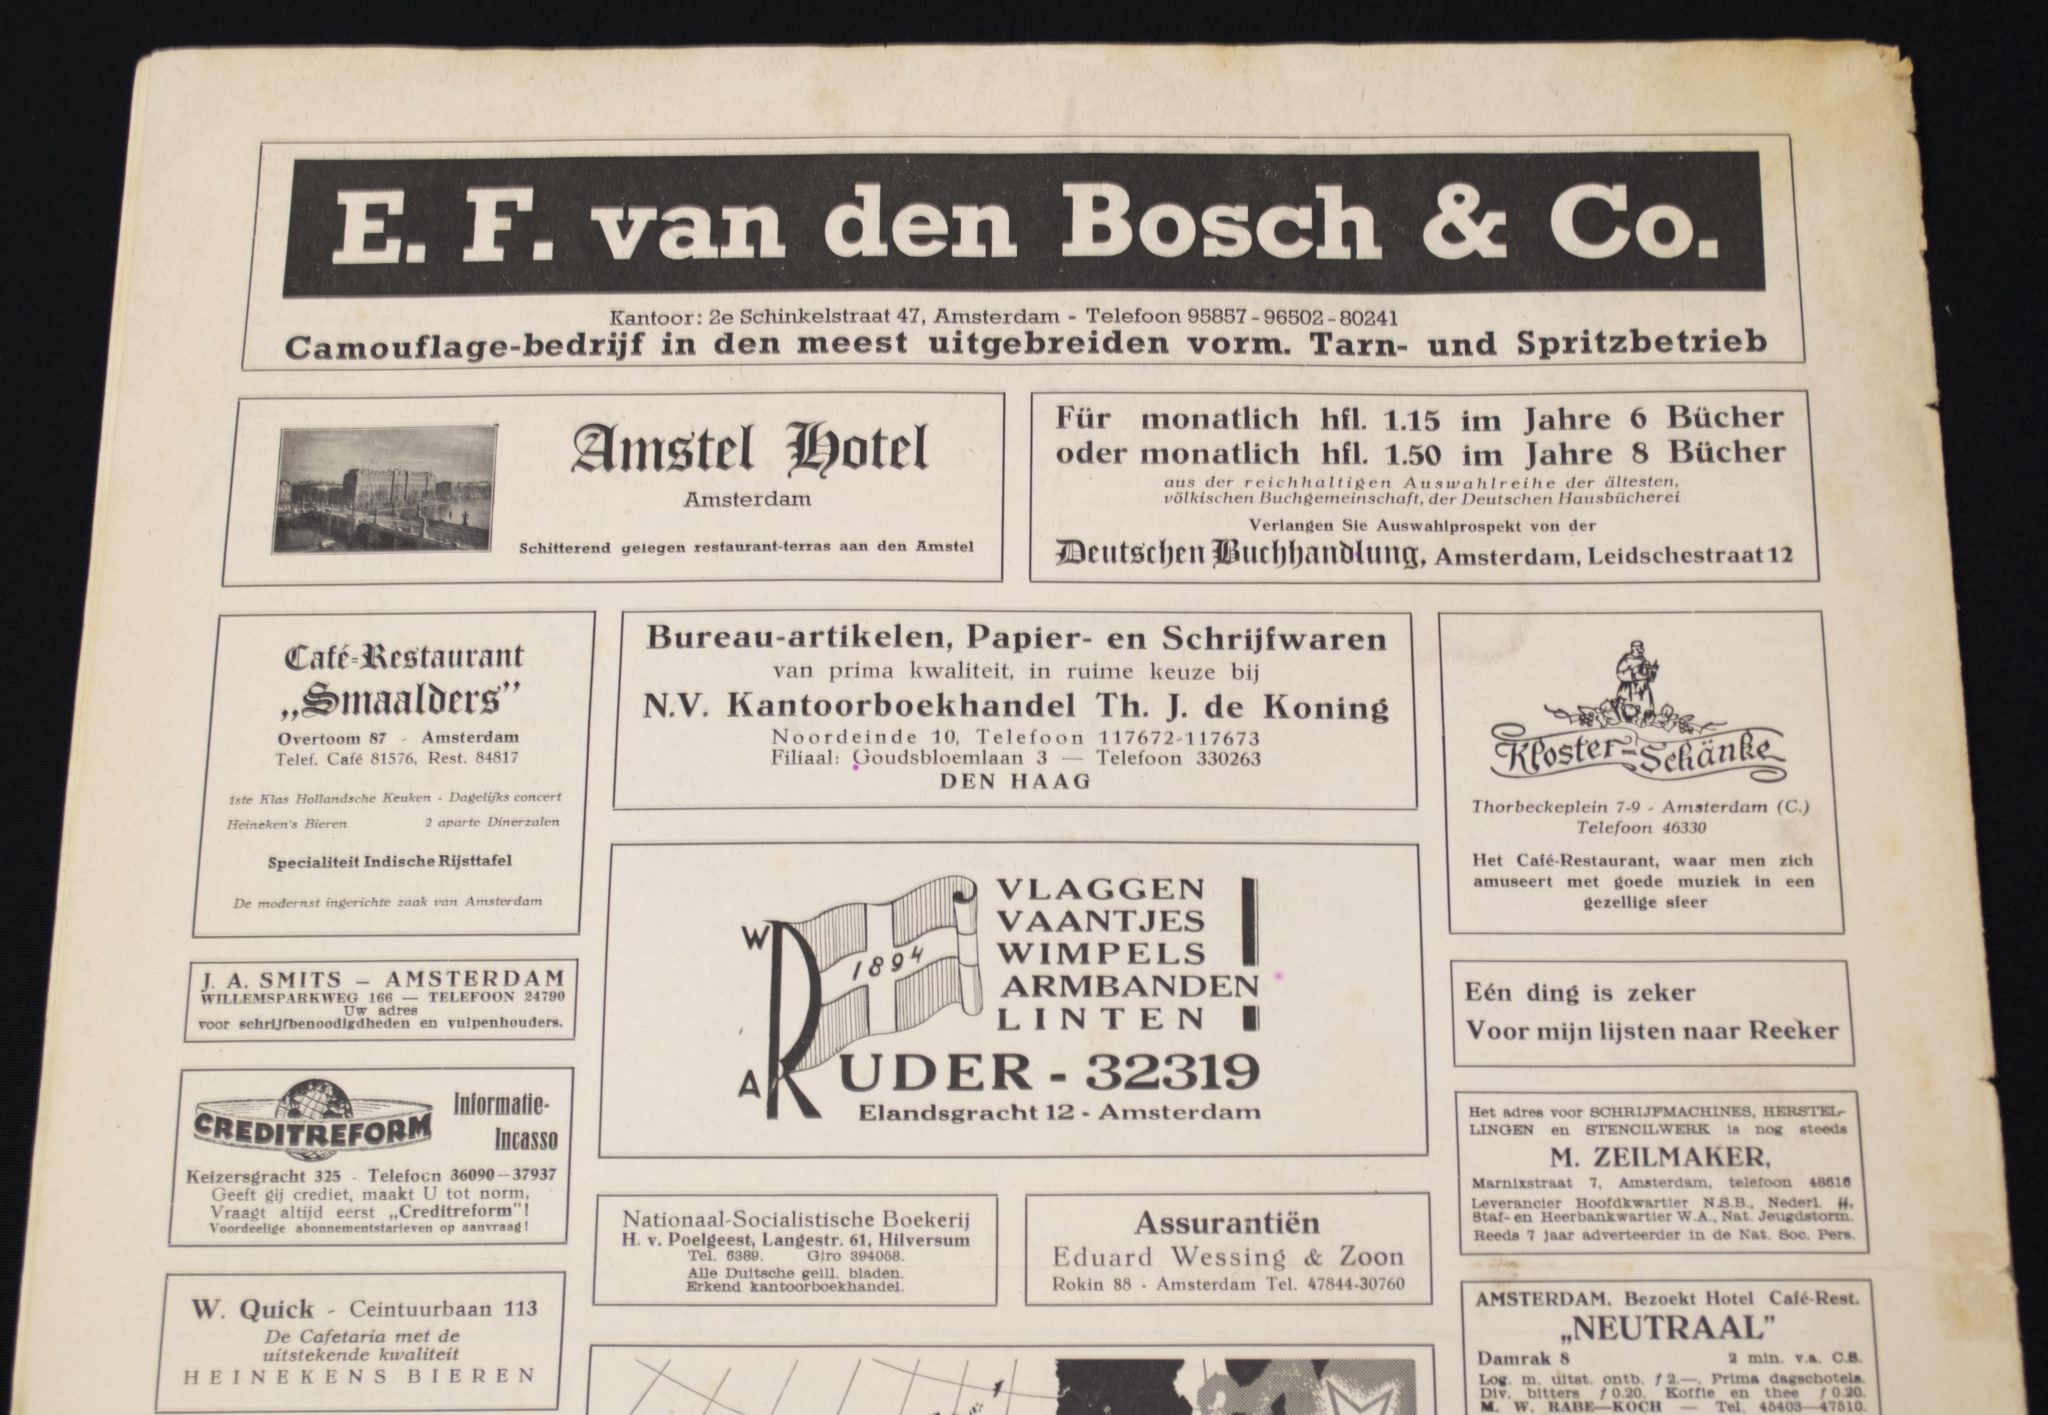 E. F. van den Bosch & Co.
Kantoor: 2e Schinkelstraat 47, Amsterdam - Telefoon 95857-96502-80241
Camouflage-bedrijf in den meest uitgebreiden vorm. Tarn- und Spritzbetrieb
Amstel Hotel
Amsterdam
Schitterend gelegen restaurant-terras aan den Amstel
Für monatlich hfl. 1.15 im Jahre 6 Bücher
oder monatlich hfl. 1.50 im Jahre 8 Bücher
aus der reichhaltigen Auswahlreihe der ältesten,
völkischen Buchgemeinschaft, der Deutschen Hausbücherei
Verlangen Sie Auswahlprospekt von der
Deutschen Buchhandlung, Amsterdam, Leidschestraat 12
Café-Restaurant
„Smaalders”
Overtoom 87 - Amsterdam
Telef. Café 81576, Rest. 84817
1ste Klas Hollandsche Keuken - Dagelijks concert
Heineken's Bieren 2 aparte Dinerzalen
Specialiteit Indische Rijsttafel
De modernst ingerichte zaak van Amsterdam
Bureau-artikelen, Papier- en Schrijfwaren
van prima kwaliteit, in ruime keuze bij
N.V. Kantoorboekhandel Th. J. de Koning
Noordeinde 10, Telefoon 117672-117673
Filiaal: Goudsbloemlaan 3 — Telefoon 330263
DEN HAAG
Kloster-Schänke
Thorbeckeplein 7-9 - Amsterdam (C.)
Telefoon 46330
Het Café-Restaurant, waar men zich
amuseert met goede muziek in een
gezellige sfeer
J. A. SMITS – AMSTERDAM
WILLEMSPARKWEG 166 — TELEFOON 24790
Uw adres
voor schrijfbenoodigdheden en vulpenhouders.
W
1894
A
VLAGGEN
VAANTJES
WIMPELS
ARMBANDEN
LINTEN
RUDER - 32319
Elandsgracht 12 - Amsterdam
Eén ding is zeker
Voor mijn lijsten naar Reeker
CREDITREFORM
Informatie-
Incasso
Keizersgracht 325 - Telefoon 36090—37937
Geeft gij crediet, maakt U tot norm,
Vraagt altijd eerst „Creditreform”!
Voordeelige abonnementstarieven op aanvraag!
Het adres voor SCHRIJFMACHINES, HERSTEL-
LINGEN en STENCILWERK is nog steeds
M. ZEILMAKER,
Marnixstraat 7, Amsterdam, telefoon 48616
Leverancier Hoofdkwartier N.S.B., Nederl. ᛋᛋ,
Staf- en Heerbankwartier W.A., Nat. Jeugdstorm.
Reeds 7 jaar adverteerder in de Nat. Soc. Pers.
Nationaal-Socialistische Boekerij
H. v. Poelgeest, Langestr. 61, Hilversum
Tel. 6389. Giro 394058.
Alle Duitsche geïll. bladen.
Erkend kantoorboekhandel.
Assurantiën
Eduard Wessing & Zoon
Rokin 88 - Amsterdam Tel. 47844-30760
W. Quick - Ceintuurbaan 113
De Cafetaria met de
uitstekende kwaliteit
HEINEKENS BIEREN
AMSTERDAM. Bezoekt Hotel Café-Rest.
„NEUTRAAL”
Damrak 8 2 min. v.a. C.S.
Log. m. uitst. ontb. f 2.—, Prima dagschotels.
Div. bitters f 0.20. Koffie en thee f 0.20.
M. W. RABE—KOCH — Tel. 45403—47510.